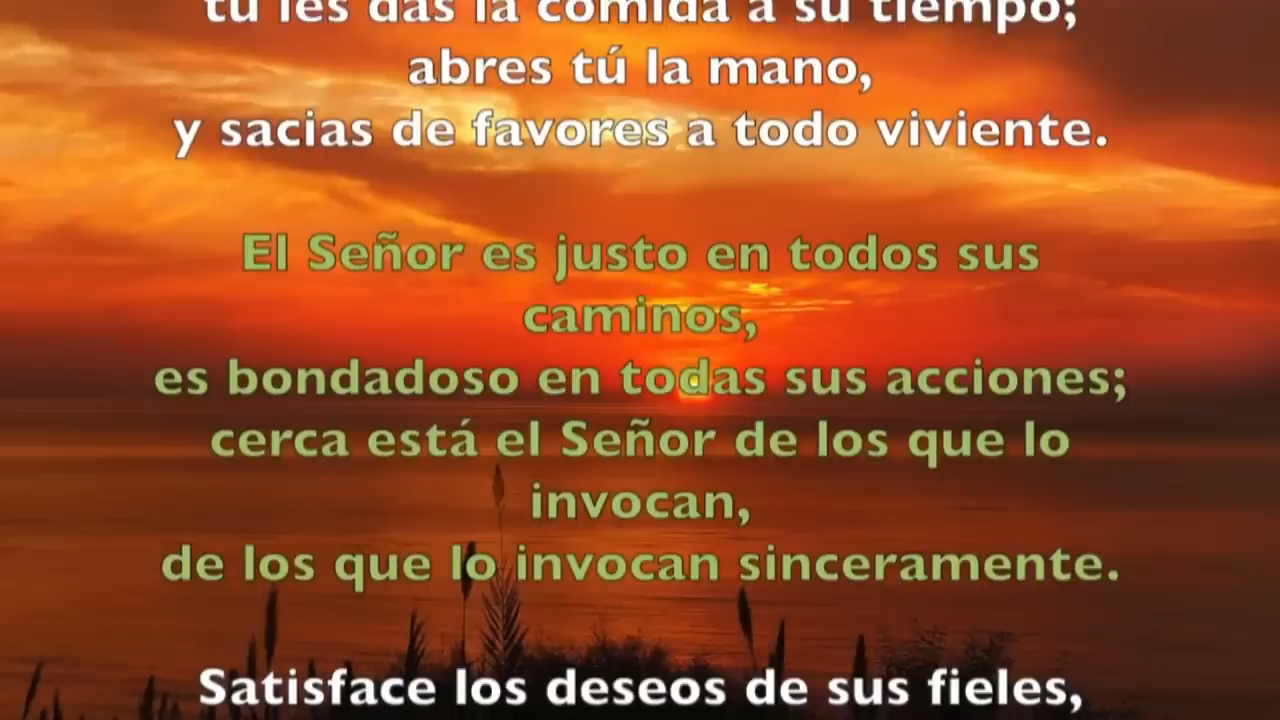 tú les das la comida a su tiempo;
abres tú la mano,
y sacias de favores a todo viviente.
El Señor es justo en todos sus
caminos,
es bondadoso en todas sus acciones;
cerca está el Señor de los que lo
invocan,
de los que lo invocan sinceramente.
Satisface los deseos de sus fieles,